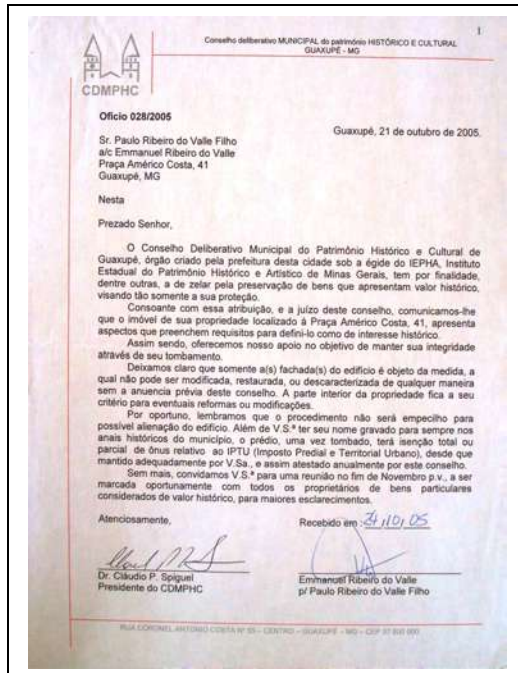 1
Conselho deliberativo MUNICIPAL do patrimônio HISTÓRICO E CULTURAL
GUAXUPÉ - MG
CDMPHC
Ofício 028/2005
Guaxupé, 21 de outubro de 2005.
Sr. Paulo Ribeiro do Valle Filho
a/c Emmanuel Ribeiro do Valle
Praça Américo Costa, 41
Guaxupé, MG
Nesta
Prezado Senhor,
O Conselho Deliberativo Municipal do Patrimônio Histórico e Cultural de
Guaxupé, órgão criado pela prefeitura desta cidade sob a égide do IEPHA, Instituto
Estadual do Patrimônio Histórico e Artístico de Minas Gerais, tem por finalidade,
dentre outras, a de zelar pela preservação de bens que apresentam valor histórico,
visando tão somente a sua proteção.
Consoante com essa atribuição, e a juízo deste conselho, comunicamos-lhe
que o imóvel de sua propriedade localizado à Praça Américo Costa, 41, apresenta
aspectos que preenchem requisitos para defini-lo como de interesse histórico.
Assim sendo, oferecemos nosso apoio no objetivo de manter sua integridade
através de seu tombamento.
Deixamos claro que somente a(s) fachada(s) do edifício é objeto da medida, a
qual não pode ser modificada, restaurada, ou descaracterizada de qualquer maneira
sem a anuencia prévia deste conselho. A parte interior da propriedade fica a seu
critério para eventuais reformas ou modificações.
Por oportuno, lembramos que o procedimento não será empecilho para
possível alienação do edifício. Além de V.S.ª ter seu nome gravado para sempre nos
anais históricos do município, o prédio, uma vez tombado, terá isenção total ou
parcial de ônus relativo ao IPTU (Imposto Predial e Territorial Urbano), desde que
mantido adequadamente por V.Sa., e assim atestado anualmente por este conselho.
Sem mais, convidamos V.S.ª para uma reunião no fim de Novembro p.v., a ser
marcada oportunamente com todos os proprietários de bens particulares
considerados de valor histórico, para maiores esclarecimentos.
Atenciosamente,
Recebido em: 24/10/05
Dr. Cláudio P. Spiguel
Presidente do CDMPHC
Emmanuel Ribeiro do Valle
p/ Paulo Ribeiro do Valle Filho
RUA CORONEL ANTONIO COSTA Nº 55 – CENTRO – GUAXUPÉ – MG – CEP 37 800 000